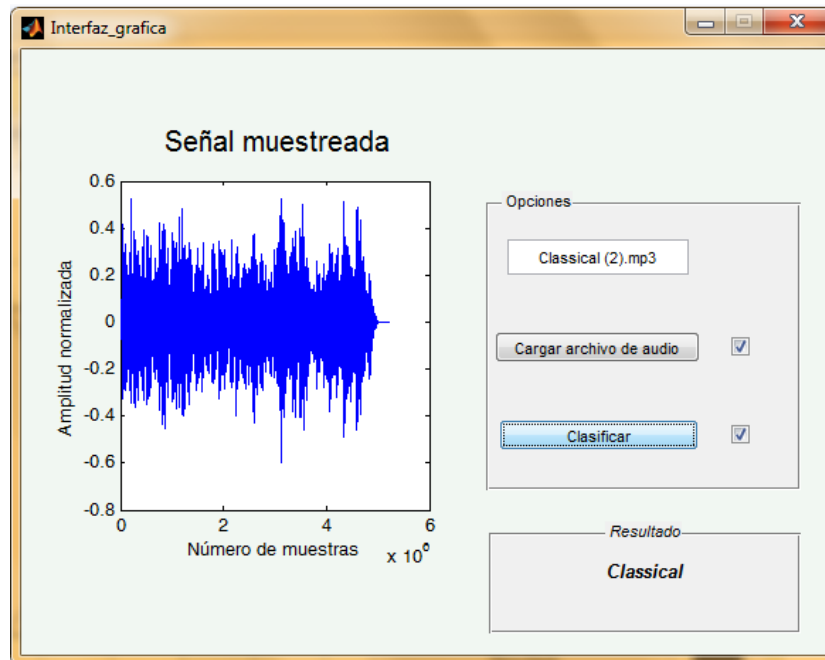 Interfaz_grafica
Señal muestreada
0.6
0.4
0.2
0
-0.2
-0.4
-0.6
-0.8
0 2 4 6
Amplitud normalizada
Número de muestras
x 10^6
Opciones
Classical (2).mp3
Cargar archivo de audio
Clasificar
Resultado
Classical